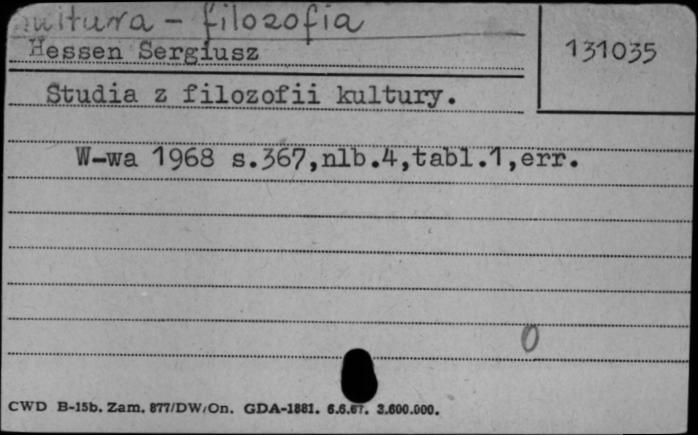 kultura - filozofia
Hessen Sergiusz
131035
Studia z filozofii kultury.
W-wa 1968 s.367,nlb.4,tabl.1,err.
0
CWD B-15b. Zam. 877/DW/On. GDA-1881. 6.6.67. 3.600.000.